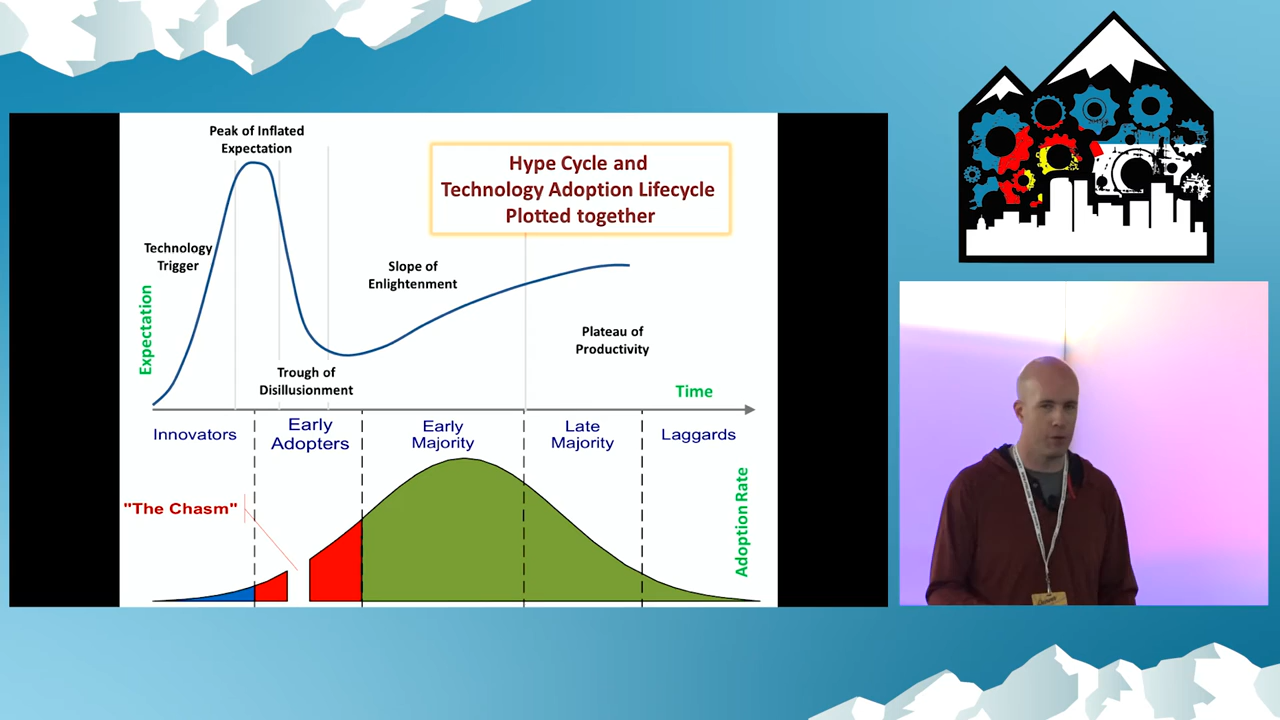 Peak of Inflated
Expectation
Hype Cycle and
Technology Adoption Lifecycle
Plotted together
Technology
Trigger
Slope of
Enlightenment
Expectation
Plateau of
Productivity
Trough of
Disillusionment
Time
Innovators
Early
Adopters
Early
Majority
Late
Majority
Laggards
"The Chasm"
Adoption Rate